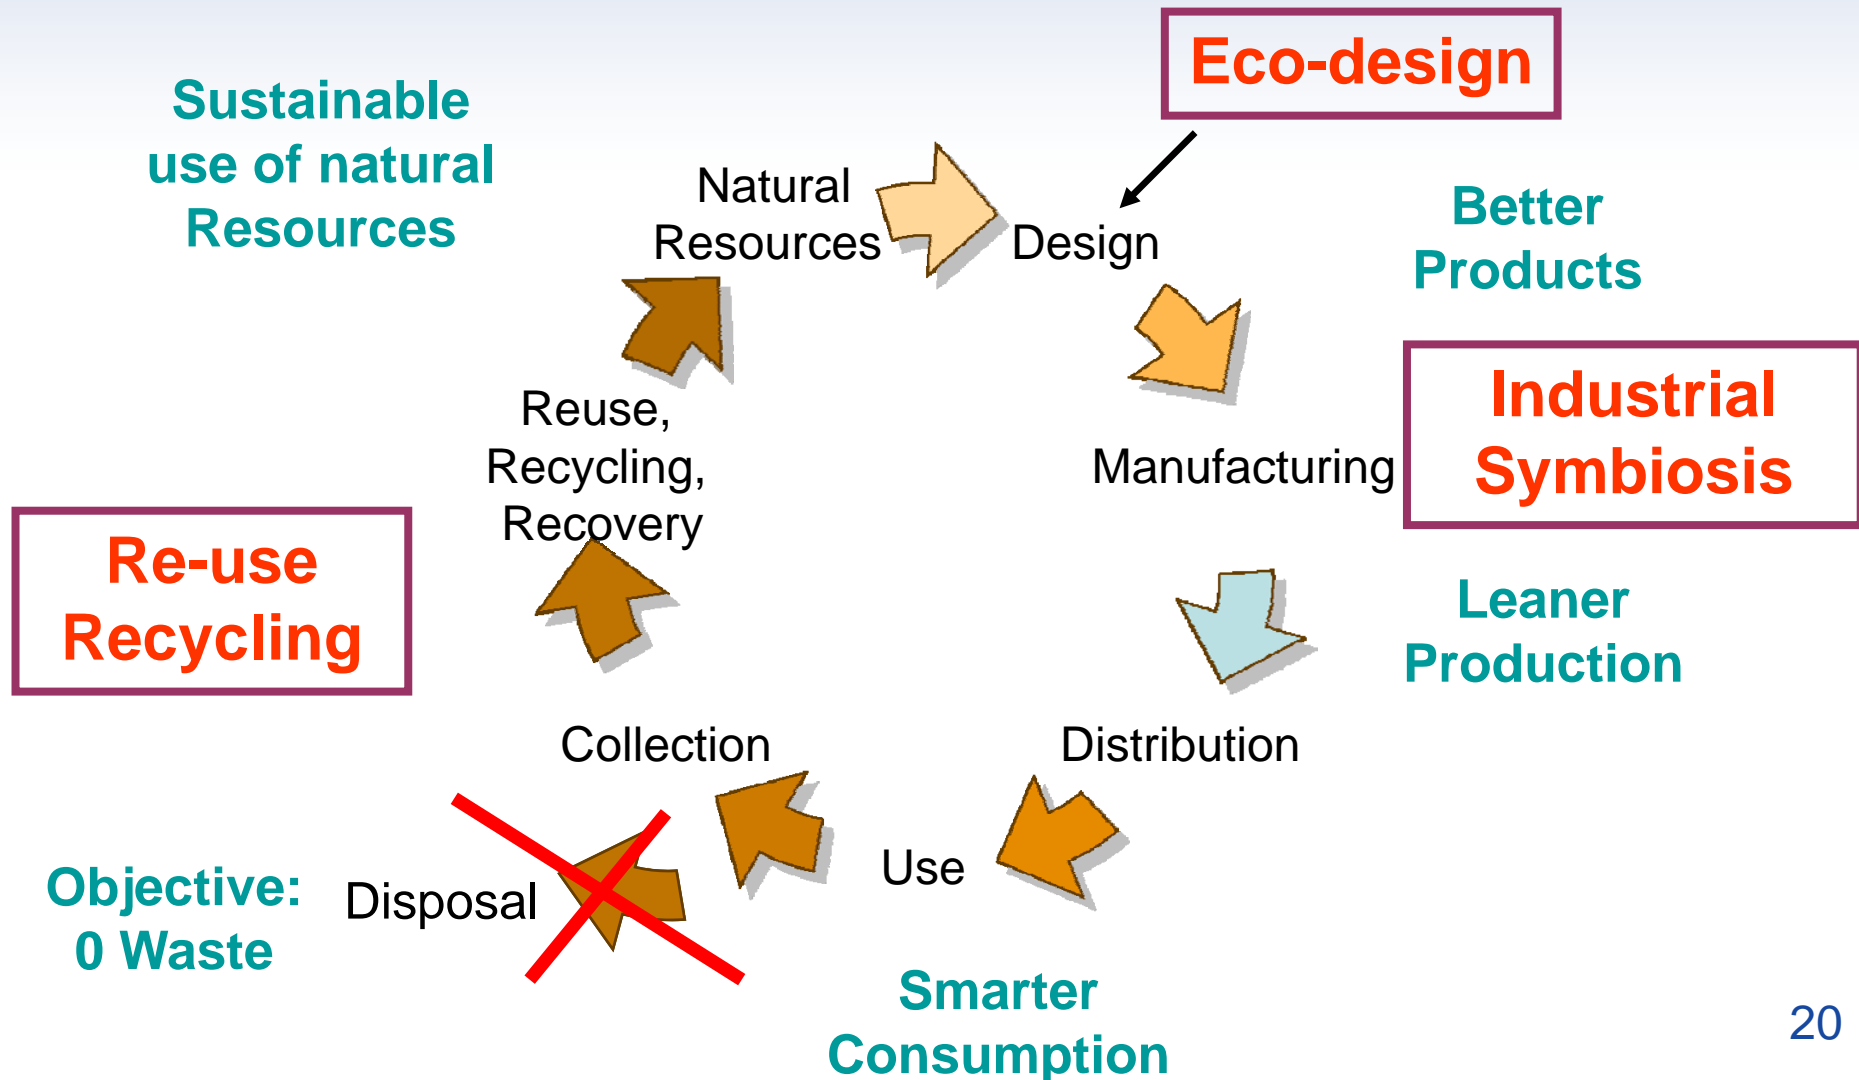 Eco-design
Sustainable
use of natural
Resources
Natural
Resources
Design
Better
Products
Industrial
Symbiosis
Reuse,
Recycling,
Recovery
Manufacturing
Re-use
Recycling
Leaner
Production
Collection
Distribution
Use
Objective:
0 Waste
Disposal
Smarter
Consumption
20